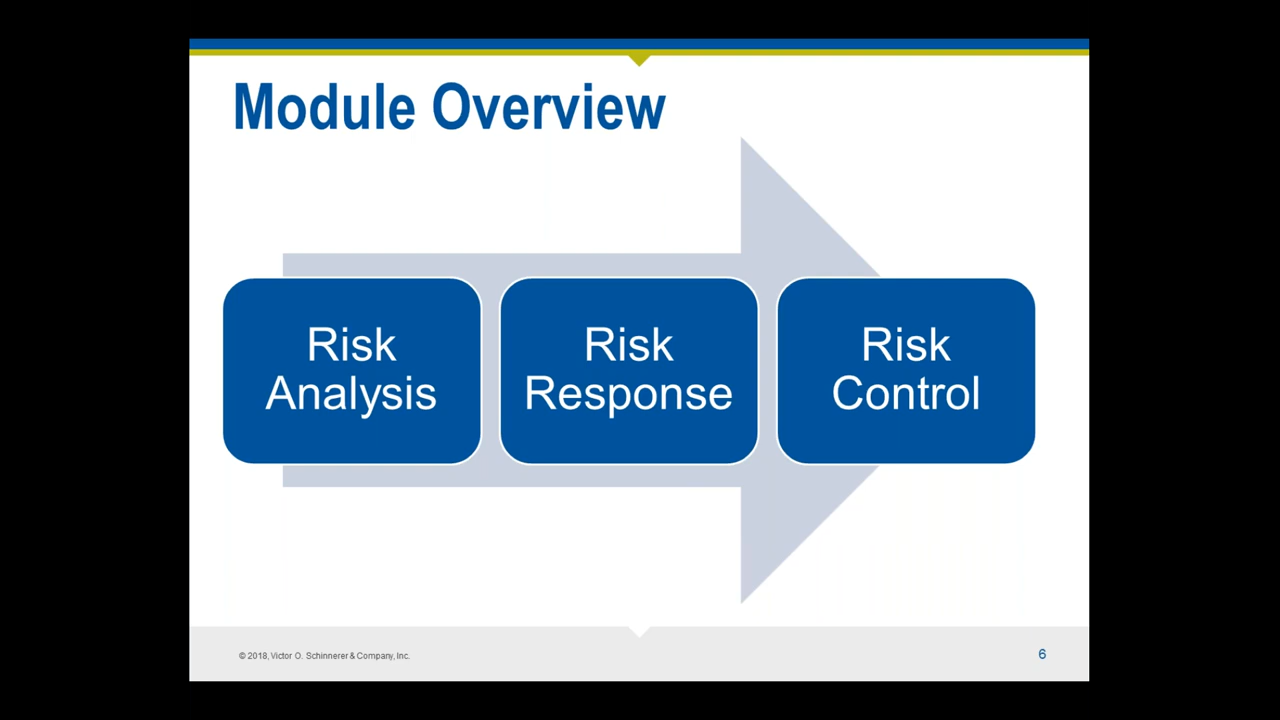 Module Overview
Risk
Analysis
Risk
Response
Risk
Control
© 2018, Victor O. Schinnerer & Company, Inc.
6